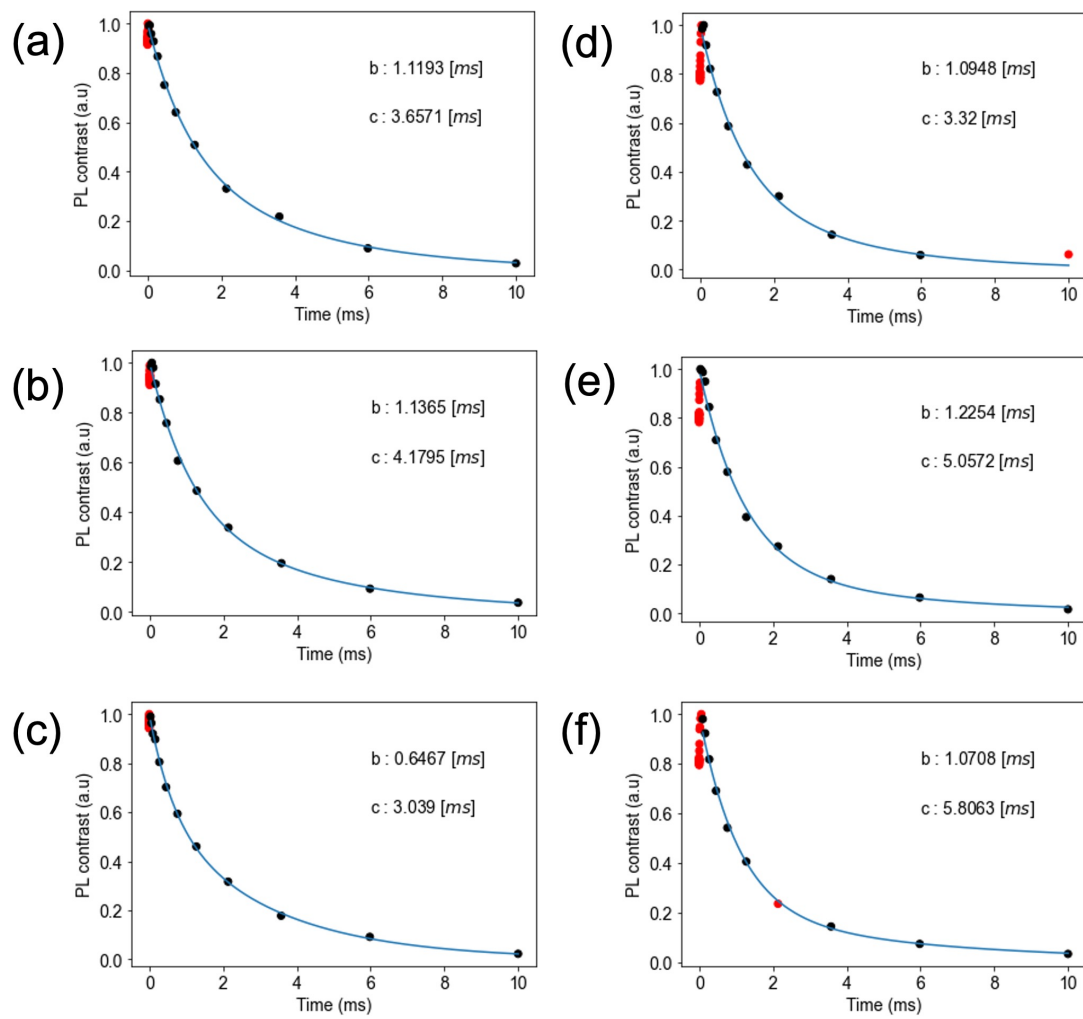 (a)
PL contrast (a.u)
1.0
0.8
0.6
0.4
0.2
0.0
b : 1.1193 [ms]
c : 3.6571 [ms]
0 2 4 6 8 10
Time (ms)
(d)
PL contrast (a.u)
1.0
0.8
0.6
0.4
0.2
0.0
b : 1.0948 [ms]
c : 3.32 [ms]
0 2 4 6 8 10
Time (ms)
(b)
PL contrast (a.u)
1.0
0.8
0.6
0.4
0.2
0.0
b : 1.1365 [ms]
c : 4.1795 [ms]
0 2 4 6 8 10
Time (ms)
(e)
PL contrast (a.u)
1.0
0.8
0.6
0.4
0.2
0.0
b : 1.2254 [ms]
c : 5.0572 [ms]
0 2 4 6 8 10
Time (ms)
(c)
PL contrast (a.u)
1.0
0.8
0.6
0.4
0.2
0.0
b : 0.6467 [ms]
c : 3.039 [ms]
0 2 4 6 8 10
Time (ms)
(f)
PL contrast (a.u)
1.0
0.8
0.6
0.4
0.2
0.0
b : 1.0708 [ms]
c : 5.8063 [ms]
0 2 4 6 8 10
Time (ms)